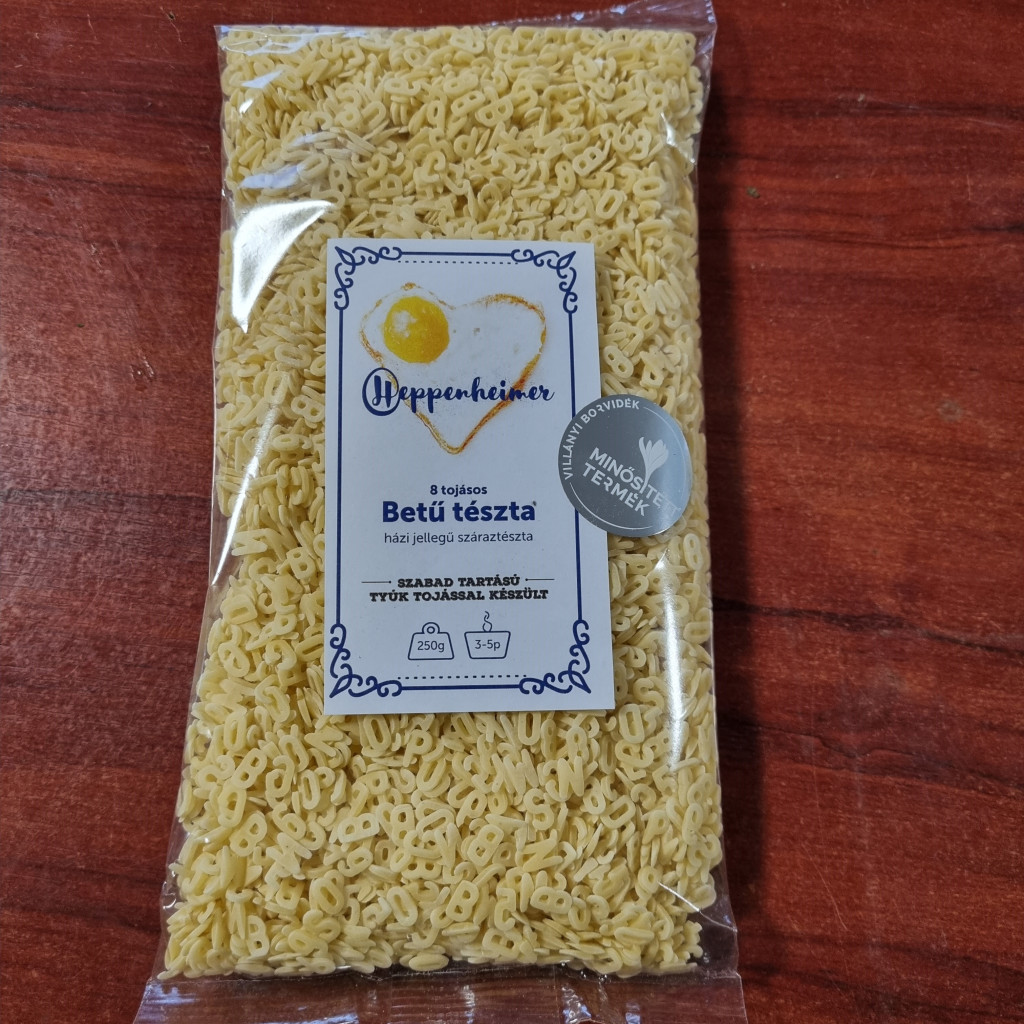 Heppenheimer
8 tojásos
Betű tészta*
házi jellegű száraztészta
SZABAD TARTÁSÚ
TYÚK TOJÁSSAL KÉSZÜLT
250g
3-5p
VILLÁNYI BORVIDÉK
MINŐSÍTETT
TERMÉK